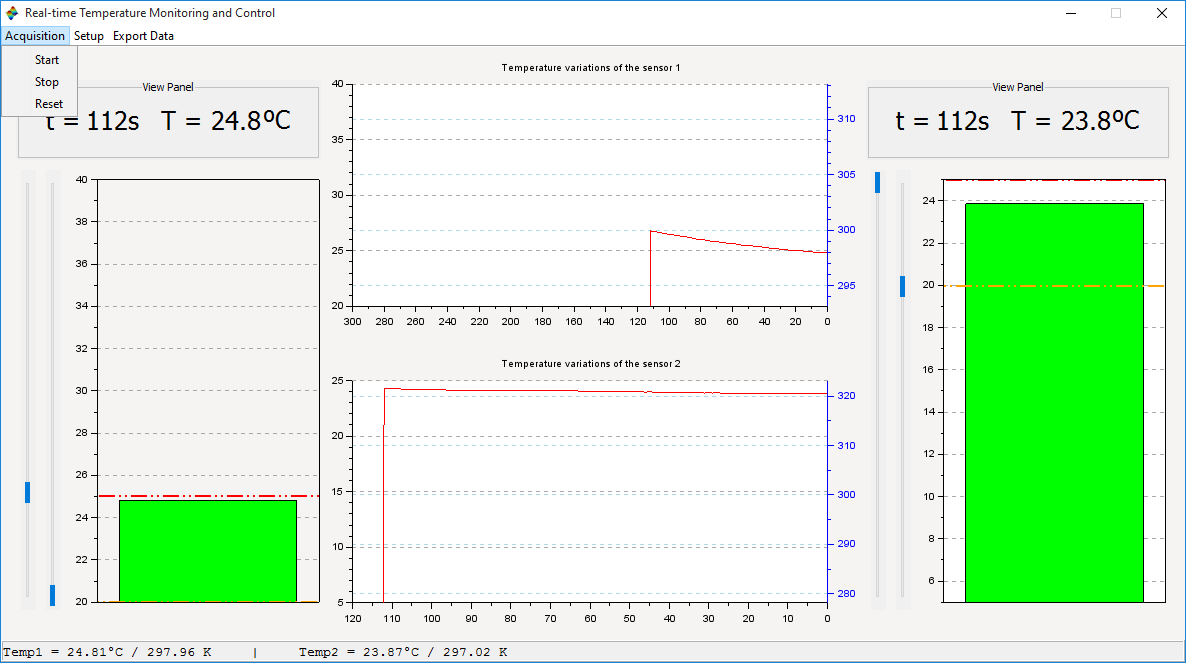 Real-time Temperature Monitoring and Control
Acquisition Setup Export Data
Start
Stop
Reset
View Panel
t = 112s T = 24.8ºC
40
38
36
34
32
30
28
26
24
22
20
Temperature variations of the sensor 1
40
35
30
25
20
310
305
300
295
300 280 260 240 220 200 180 160 140 120 100 80 60 40 20 0
Temperature variations of the sensor 2
25
20
15
10
5
320
310
300
290
280
120 110 100 90 80 70 60 50 40 30 20 10 0
View Panel
t = 112s T = 23.8ºC
24
22
20
18
16
14
12
10
8
6
Temp1 = 24.81°C / 297.96 K | Temp2 = 23.87°C / 297.02 K